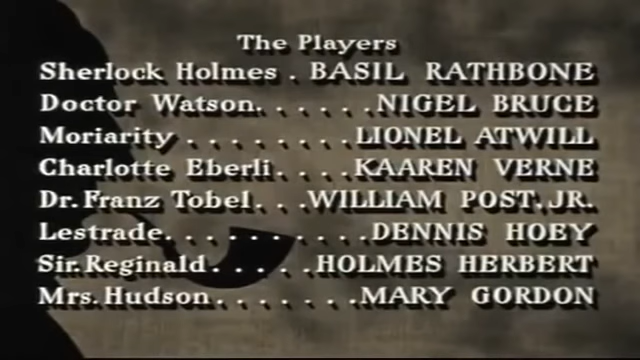 The Players
Sherlock Holmes . BASIL RATHBONE
Doctor Watson. . . . . . NIGEL BRUCE
Moriarity . . . . . . . . LIONEL ATWILL
Charlotte Eberli . . . . KAAREN VERNE
Dr. Franz Tobel . . . WILLIAM POST, JR.
Lestrade. . . . . . . . . DENNIS HOEY
Sir. Reginald . . . . . HOLMES HERBERT
Mrs. Hudson. . . . . . . MARY GORDON